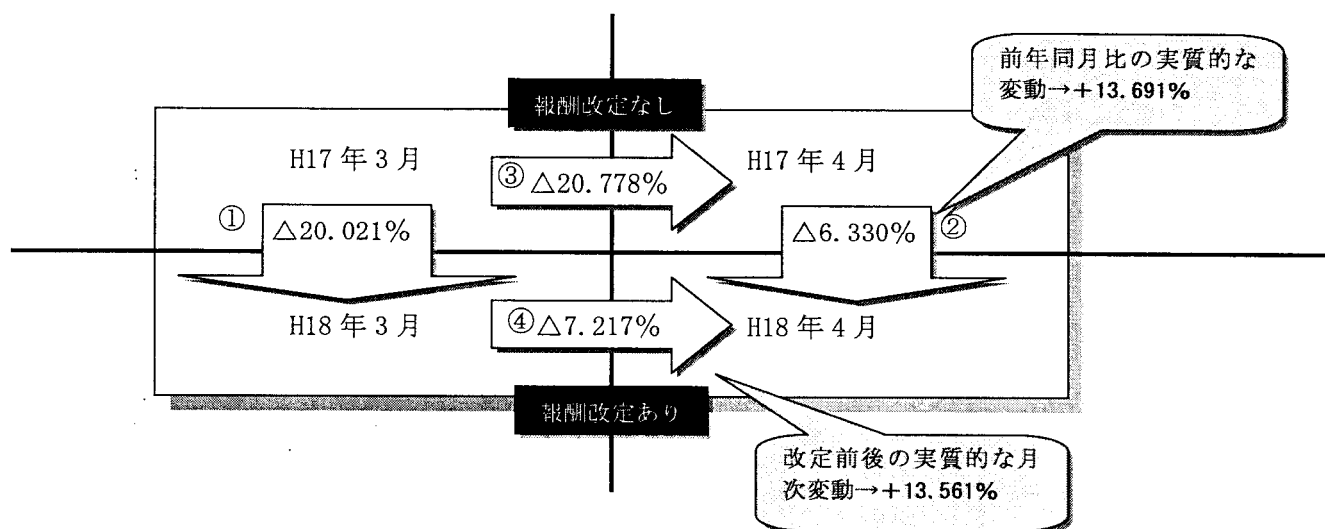 前年同月比の実質的な
変動→＋13.691%
報酬改定なし
H17年3月
③△20.778%
H17年4月
①
△20.021%
△6.330%
②
H18年3月
④△7.217%
H18年4月
報酬改定あり
改定前後の実質的な月
次変動→＋13.561%